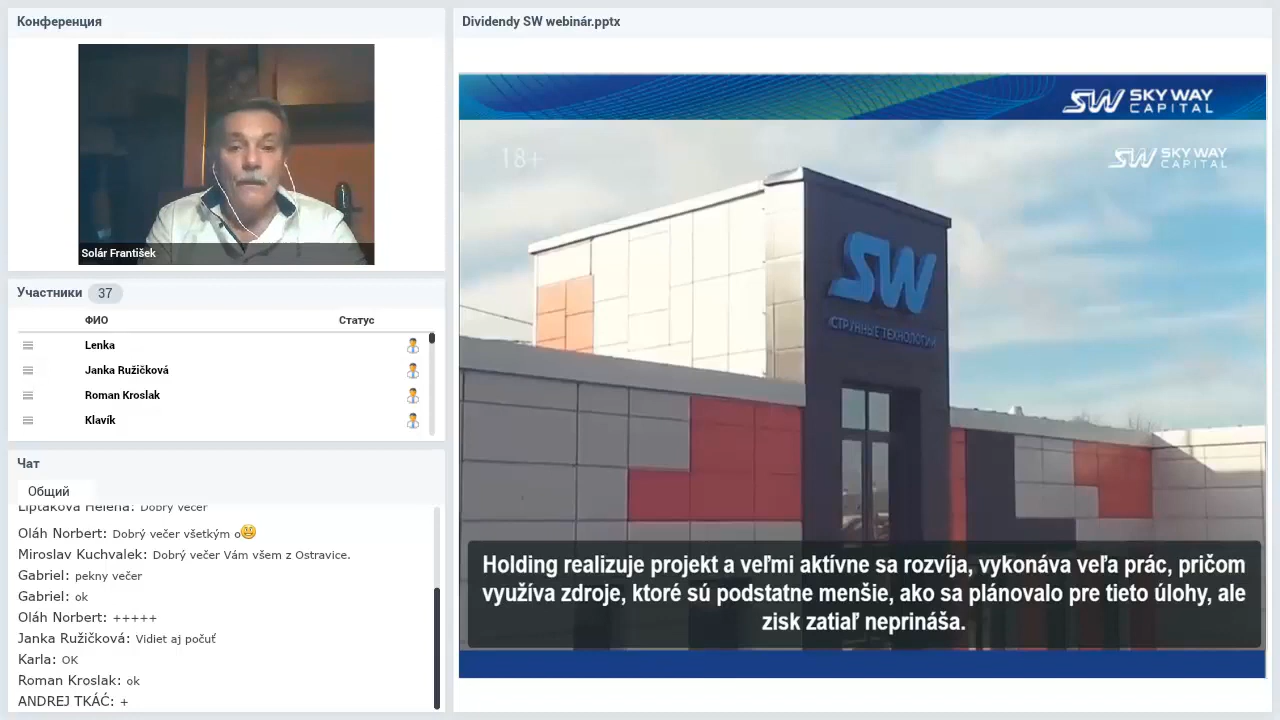 Конференция
Solár František
Участники 37
ФИО Статус
Lenka
Janka Ružičková
Roman Kroslak
Klavík
Чат
Общий
Liptáková Helena: Dobrý večer
Oláh Norbert: Dobrý večer všetkým o
Miroslav Kuchvalek: Dobrý večer Vám všem z Ostravice.
Gabriel: pekny večer
Gabriel: ok
Oláh Norbert: +++++
Janka Ružičková: Vidiet aj počuť
Karla: OK
Roman Kroslak: ok
ANDREJ TKÁČ: +
Dividendy SW webinár.pptx
SW SKY WAY CAPITAL
18+
SW SKY WAY CAPITAL
SW
СТРУННЫЕ ТЕХНОЛОГИИ
Holding realizuje projekt a veľmi aktívne sa rozvíja, vykonáva veľa prác, pričom
využíva zdroje, ktoré sú podstatne menšie, ako sa plánovalo pre tieto úlohy, ale
zisk zatiaľ neprináša.